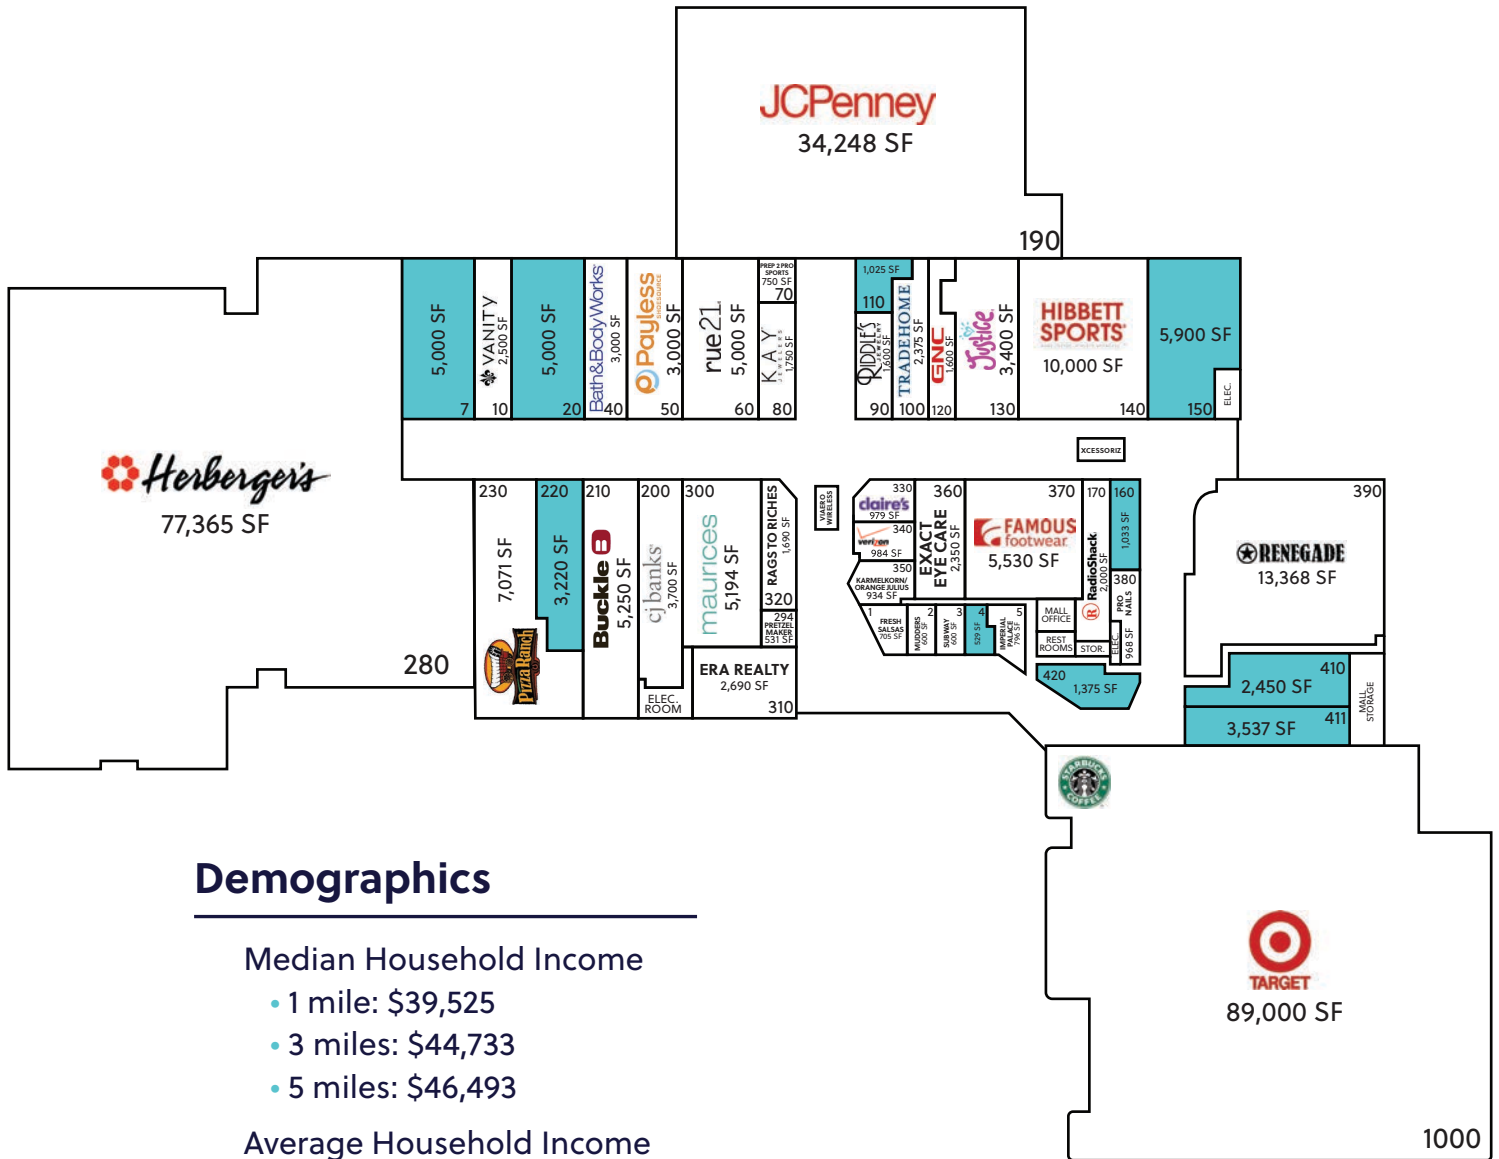 JCPenney
34,248 SF
190
5,000 SF
7
VANITY
2,500 SF
10
5,000 SF
20
Bath&BodyWorks
3,000 SF
40
Payless
SHOESOURCE
3,000 SF
50
rue21
5,000 SF
60
PREP 2 PRO
SPORTS
750 SF
70
KAY
JEWELERS
1,750 SF
80
1,025 SF
110
RIDDLE'S
JEWELRY
1,600 SF
90
TRADEHOME
2,375 SF
100
GNC
1,600 SF
120
Justice
3,400 SF
130
HIBBETT
SPORTS
10,000 SF
140
5,900 SF
150
ELEC.
XCESSORIZ
Herberger's
77,365 SF
280
230
7,071 SF
Pizza Ranch
220
3,220 SF
210
Buckle B
5,250 SF
200
cj banks
3,700 SF
ELEC.
ROOM
300
maurices
5,194 SF
RAGS TO RICHES
1,690 SF
320
294
PRETZEL
MAKER
531 SF
ERA REALTY
2,690 SF
310
VIAERO
WIRELESS
330
claire's
979 SF
340
verizon
984 SF
350
KARMELKORN/
ORANGE JULIUS
934 SF
360
EXACT
EYE CARE
2,350 SF
370
FAMOUS
footwear
5,530 SF
170
RadioShack
2,000 SF
160
1,033 SF
380
PRO
NAILS
968 SF
ELEC.
1
FRESH
SALSAS
705 SF
2
MUDDERS
600 SF
3
SUBWAY
600 SF
4
529 SF
5
IMPERIAL
PALACE
796 SF
MALL
OFFICE
REST
ROOMS
STOR.
420
1,375 SF
390
RENEGADE
13,368 SF
410
2,450 SF
411
3,537 SF
MALL
STORAGE
STARBUCKS
COFFEE
TARGET
89,000 SF
1000
Demographics
Median Household Income
• 1 mile: $39,525
• 3 miles: $44,733
• 5 miles: $46,493
Average Household Income